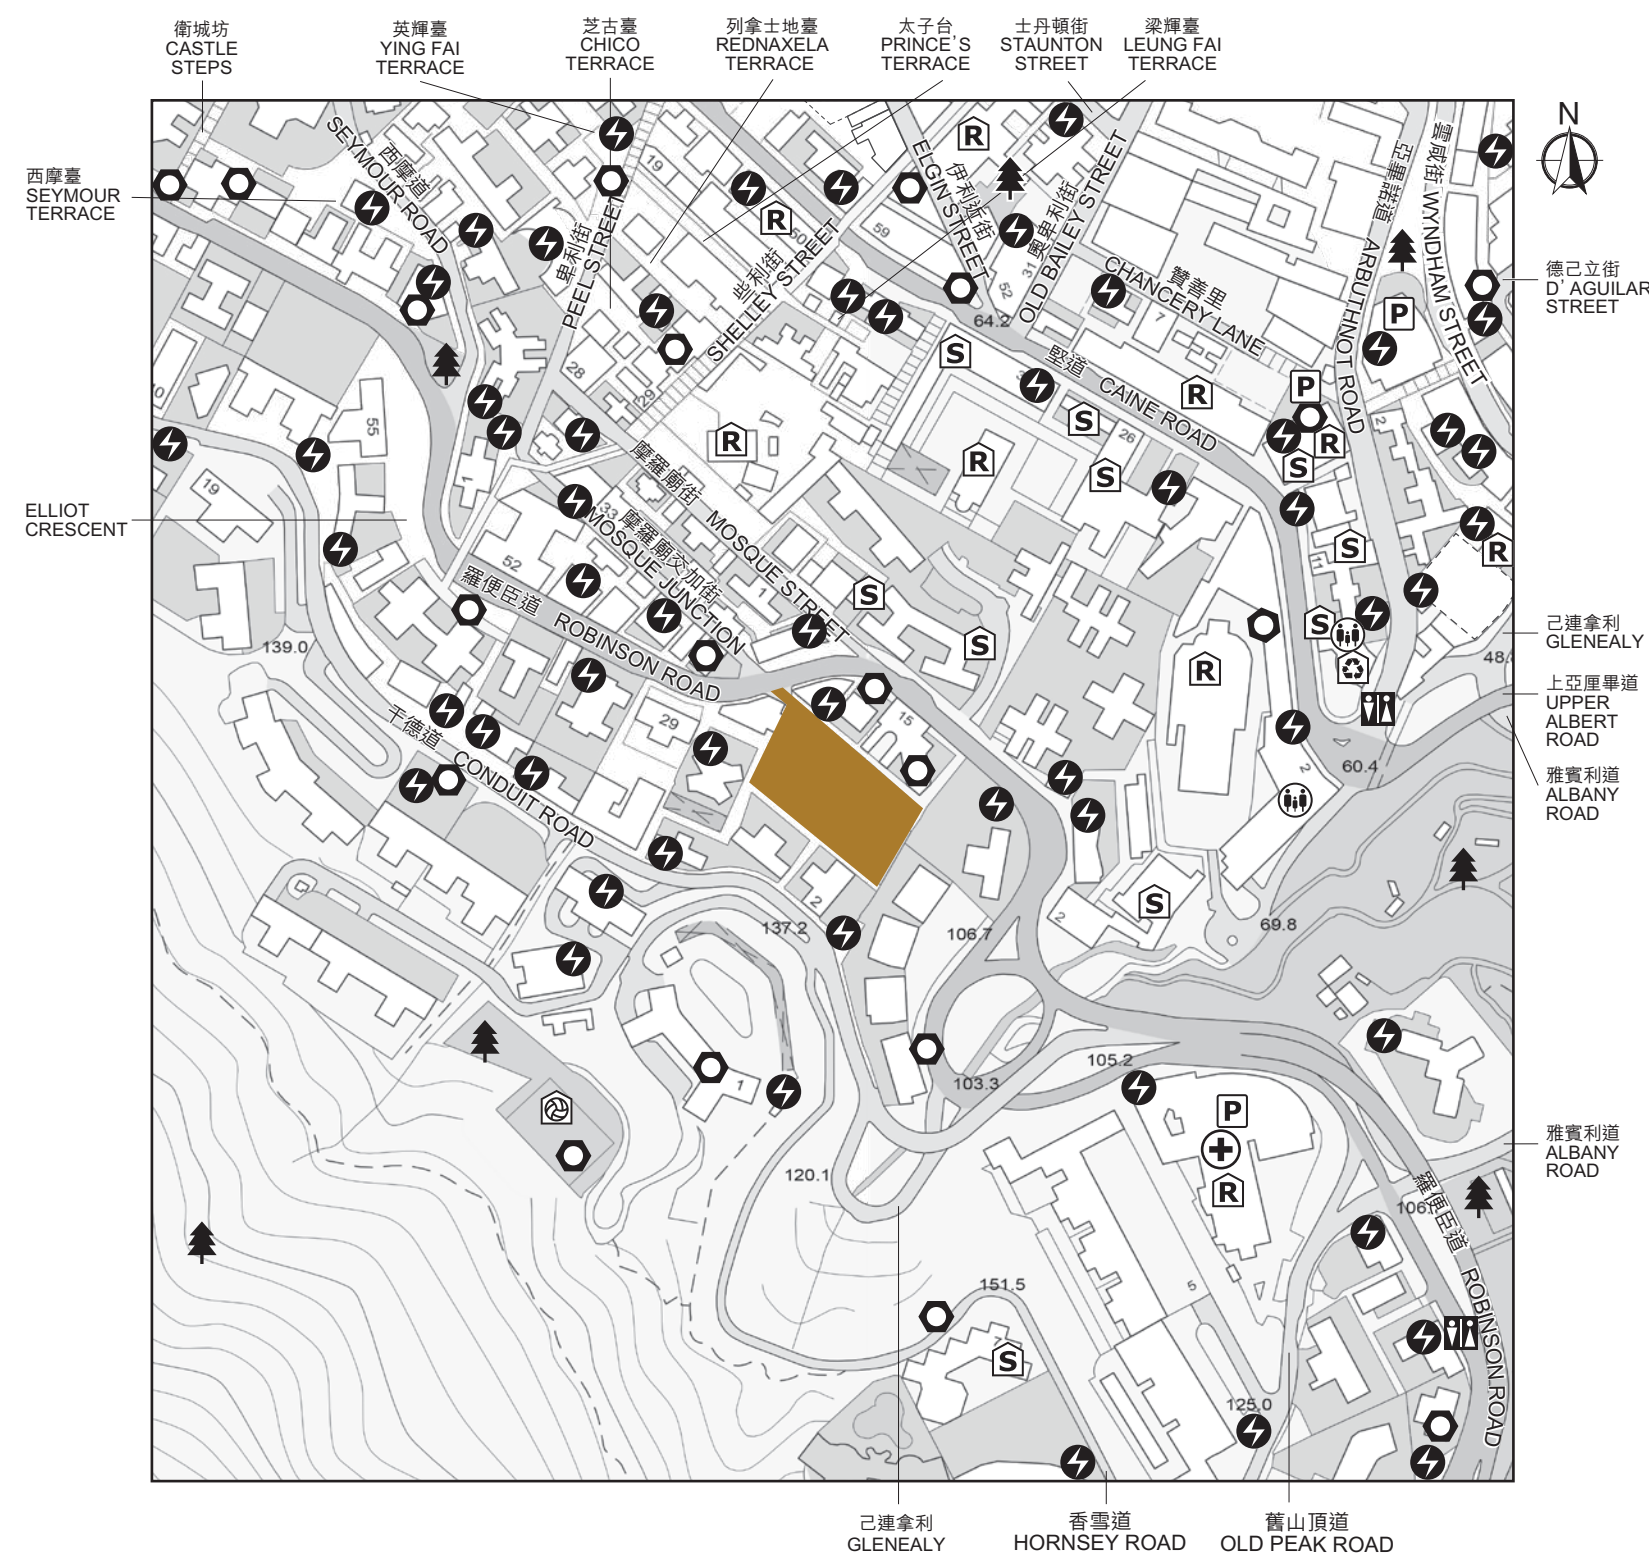 衛城坊
CASTLE
STEPS
英輝臺
YING FAI
TERRACE
芝古臺
CHICO
TERRACE
列拿士地臺
REDNAXELA
TERRACE
太子台
PRINCE'S
TERRACE
士丹頓街
STAUNTON
STREET
梁輝臺
LEUNG FAI
TERRACE
N
西摩臺
SEYMOUR
TERRACE
西摩道
SEYMOUR ROAD
卑利街
PEEL STREET
些利街
SHELLEY STREET
伊利近街
ELGIN STREET
奧卑利街
OLD BAILEY STREET
贊善里
CHANCERY LANE
亞畢諾道
ARBUTHNOT ROAD
雲咸街 WYNDHAM STREET
德己立街
D'AGUILAR
STREET
堅道 CAINE ROAD
19
50
59
31
52
64.2
7
R
R
P
S
R
P
28
29
55
19
1
R
R
S
26
S
R
S
2
ELLIOT
CRESCENT
摩羅廟街 MOSQUE STREET
摩羅廟交加街
MOSQUE JUNCTION
33
52
1
羅便臣道 ROBINSON ROAD
S
S
S
R
11
S
R
139.0
干德道
CONDUIT ROAD
29
15
2
60.4
己連拿利
GLENEALY
上亞厘畢道
UPPER
ALBERT
ROAD
雅賓利道
ALBANY
ROAD
2
137.2
106.7
2
S
69.8
105.2
103.3
1
120.1
P
R
雅賓利道
ALBANY
ROAD
羅便臣道 ROBINSON ROAD
151.5
5
S
125.0
己連拿利
GLENEALY
香雪道
HORNSEY ROAD
舊山頂道
OLD PEAK ROAD